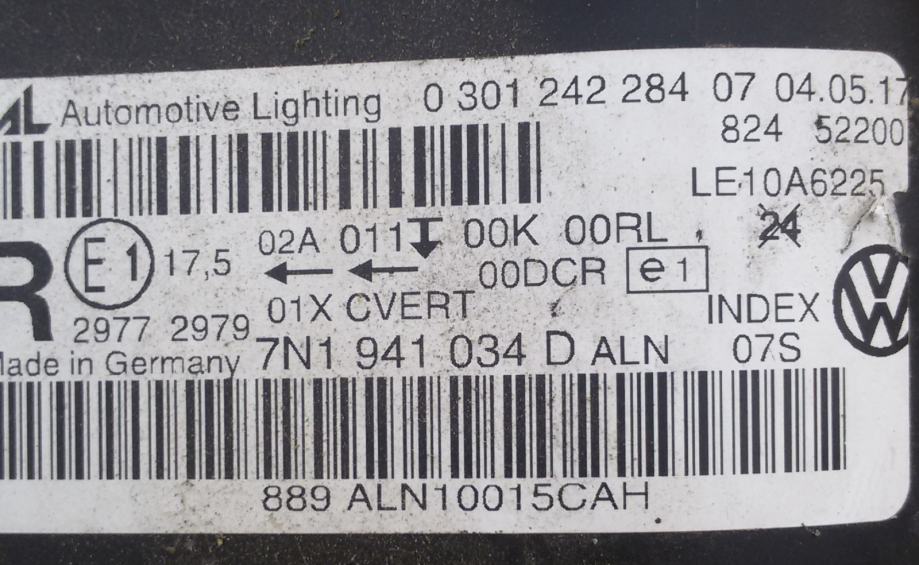 AL Automotive Lighting 0 301 242 284 07 04.05.17
824 52200
LE10A6225
R E1 17,5 02A 011 00K 00RL 24
00DCR e1
2977 2979 01X CVERT INDEX
Made in Germany 7N1 941 034 D ALN 07S
889 ALN10015CAH